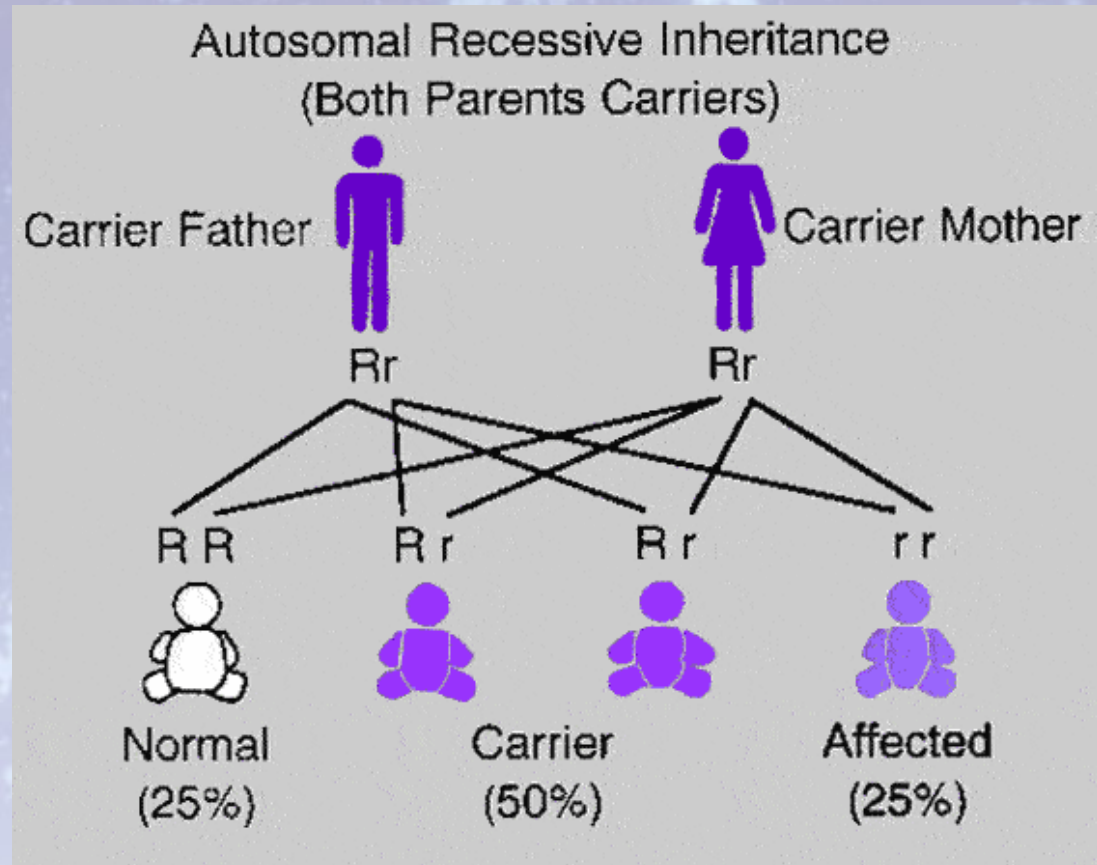 Autosomal Recessive Inheritance
(Both Parents Carriers)
Carrier Father
Carrier Mother
Rr
Rr
R R
R r
R r
r r
Normal
(25%)
Carrier
(50%)
Affected
(25%)